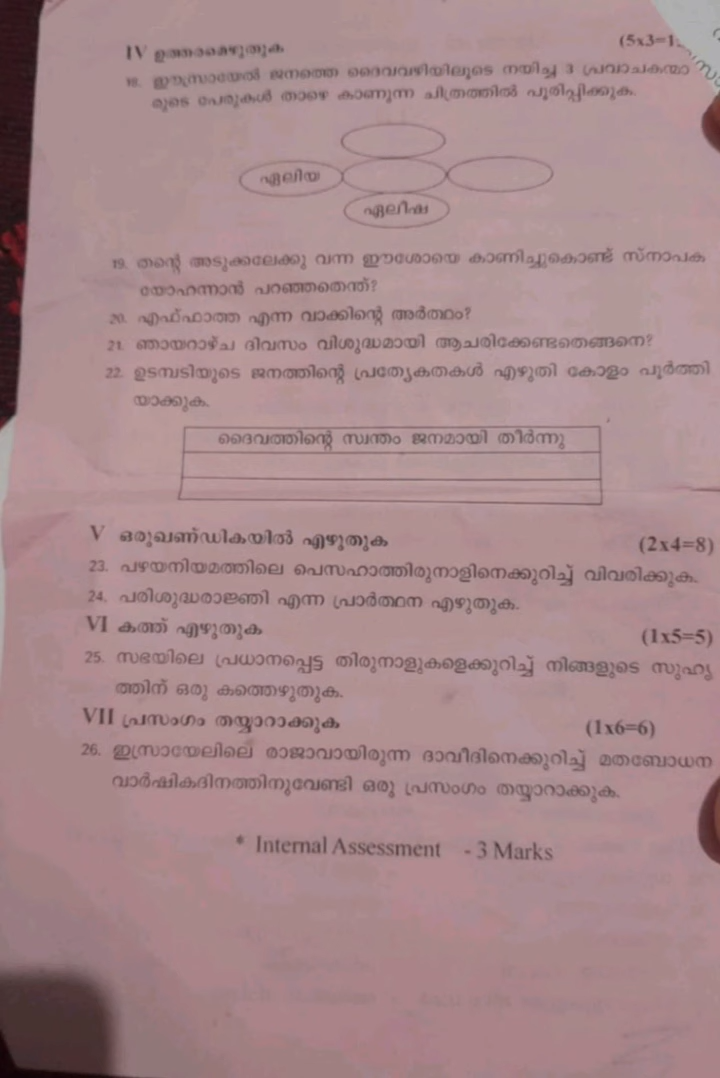 IV ഉത്തരമെഴുതുക (5x3=1
18. ഇസ്രായേൽ ജനത്തെ ദൈവവഴിയിലൂടെ നയിച്ച 3 പ്രവാചകന്മാ
രുടെ പേരുകൾ താഴെ കാണുന്ന ചിത്രത്തിൽ പൂരിപ്പിക്കുക.
ഏലിയ
ഏലീഷ
19. തന്റെ അടുക്കലേക്കു വന്ന ഈശോയെ കാണിച്ചുകൊണ്ട് സ്നാപക
യോഹന്നാൻ പറഞ്ഞതെന്ത്?
20. എഫ്ഫാത്ത എന്ന വാക്കിന്റെ അർത്ഥം?
21. ഞായറാഴ്ച ദിവസം വിശുദ്ധമായി ആചരിക്കേണ്ടതെങ്ങനെ?
22. ഉടമ്പടിയുടെ ജനത്തിന്റെ പ്രത്യേകതകൾ എഴുതി കോളം പൂർത്തി
യാക്കുക.
ദൈവത്തിന്റെ സ്വന്തം ജനമായി തീർന്നു
V ഒരുഖണ്ഡികയിൽ എഴുതുക (2x4=8)
23. പഴയനിയമത്തിലെ പെസഹാത്തിരുനാളിനെക്കുറിച്ച് വിവരിക്കുക.
24. പരിശുദ്ധരാജ്ഞി എന്ന പ്രാർത്ഥന എഴുതുക.
VI കത്ത് എഴുതുക (1x5=5)
25. സഭയിലെ പ്രധാനപ്പെട്ട തിരുനാളുകളെക്കുറിച്ച് നിങ്ങളുടെ സുഹൃ
ത്തിന് ഒരു കത്തെഴുതുക.
VII പ്രസംഗം തയ്യാറാക്കുക (1x6=6)
26. ഇസ്രായേലിലെ രാജാവായിരുന്ന ദാവീദിനെക്കുറിച്ച് മതബോധന
വാർഷികദിനത്തിനുവേണ്ടി ഒരു പ്രസംഗം തയ്യാറാക്കുക.
* Internal Assessment - 3 Marks